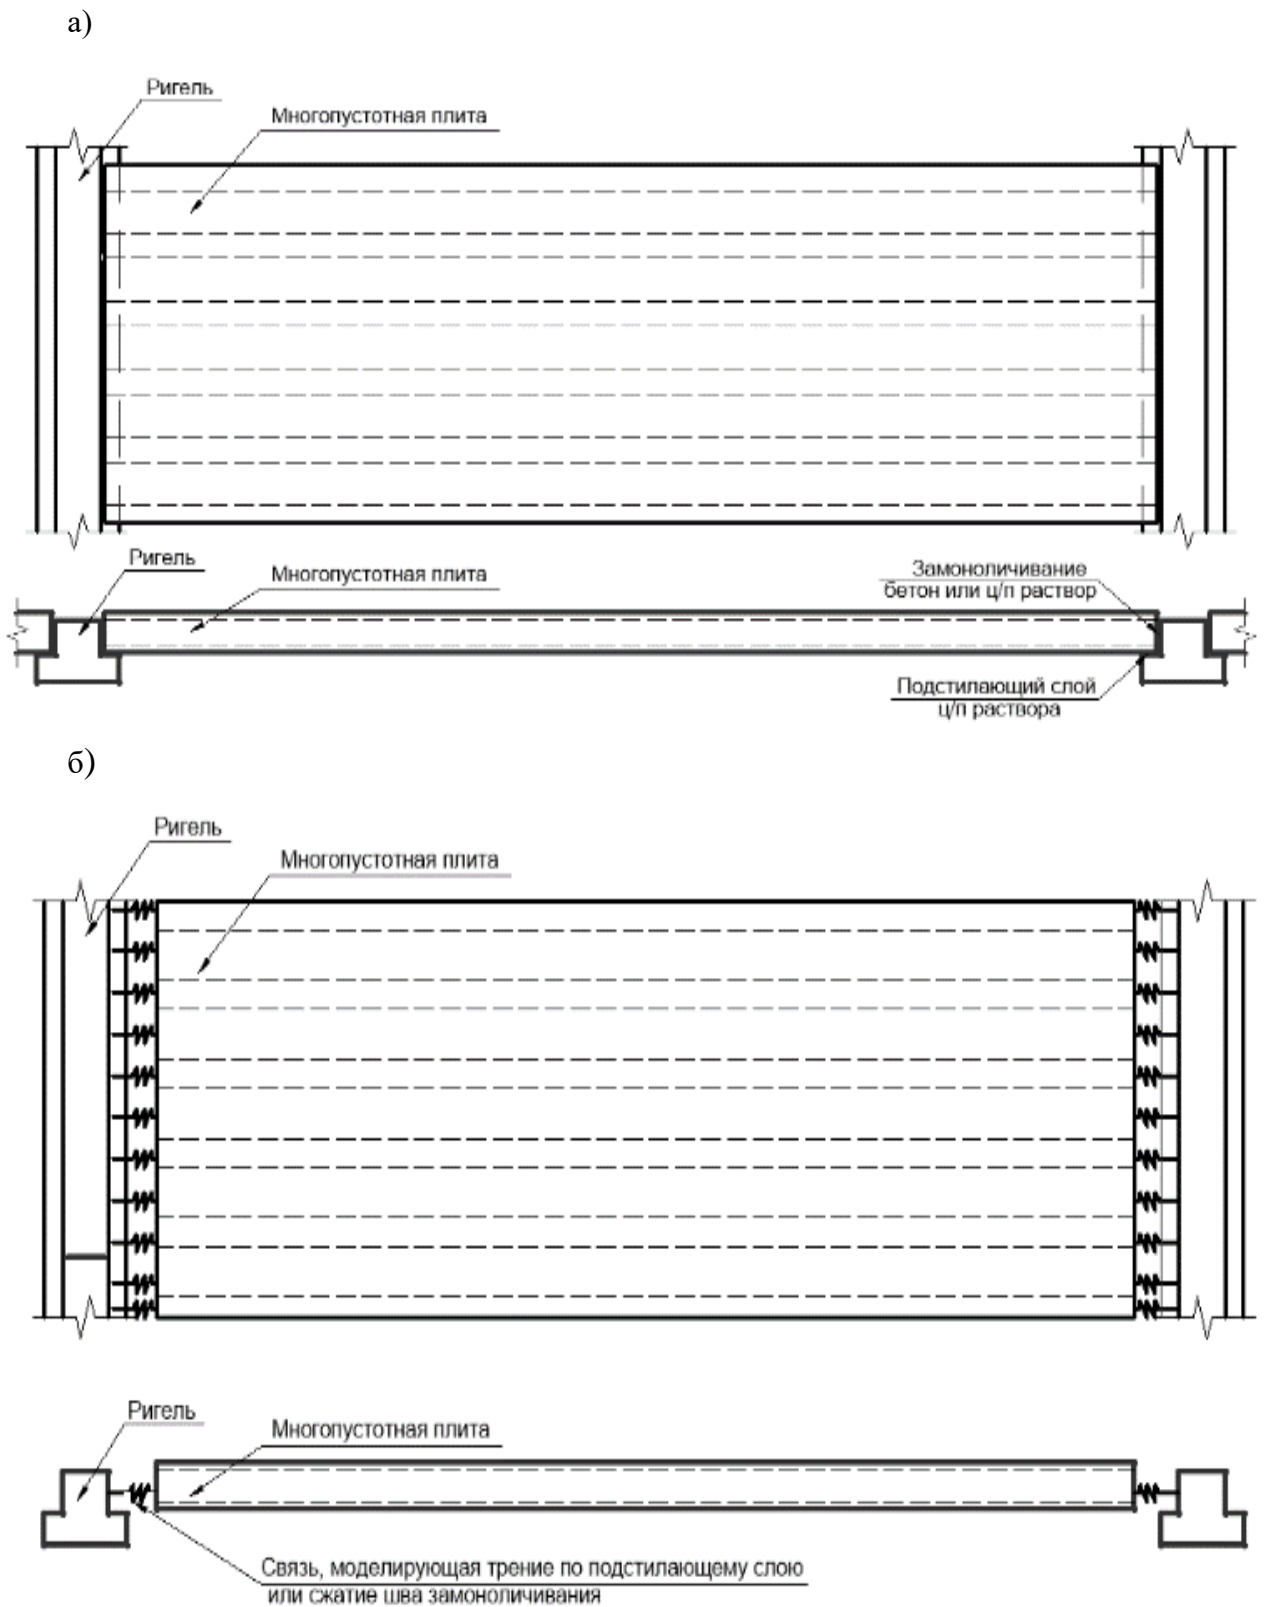 а)
Ригель
Многопустотная плита
Ригель
Многопустотная плита
Замоноличивание
бетон или ц/п раствор
Подстилающий слой
ц/п раствора
б)
Ригель
Многопустотная плита
Ригель
Многопустотная плита
Связь, моделирующая трение по подстилающему слою
или сжатие шва замоноличивания